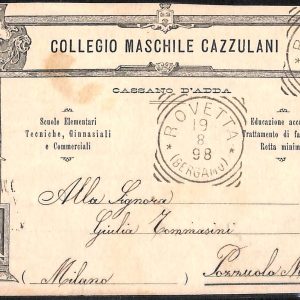 COLLEGIO MASCHILE CAZZULANI
CASSANO D'ADDA
Scuole Elementari
Tecniche, Ginnasiali
e Commerciali
Educazione acc
Trattamento di fa
Retta minim
* ROVETTA *
19
8
98
(BERGAMO)
Alla Signora
Giulia Tommasini
(Milano)
Pozzuolo M